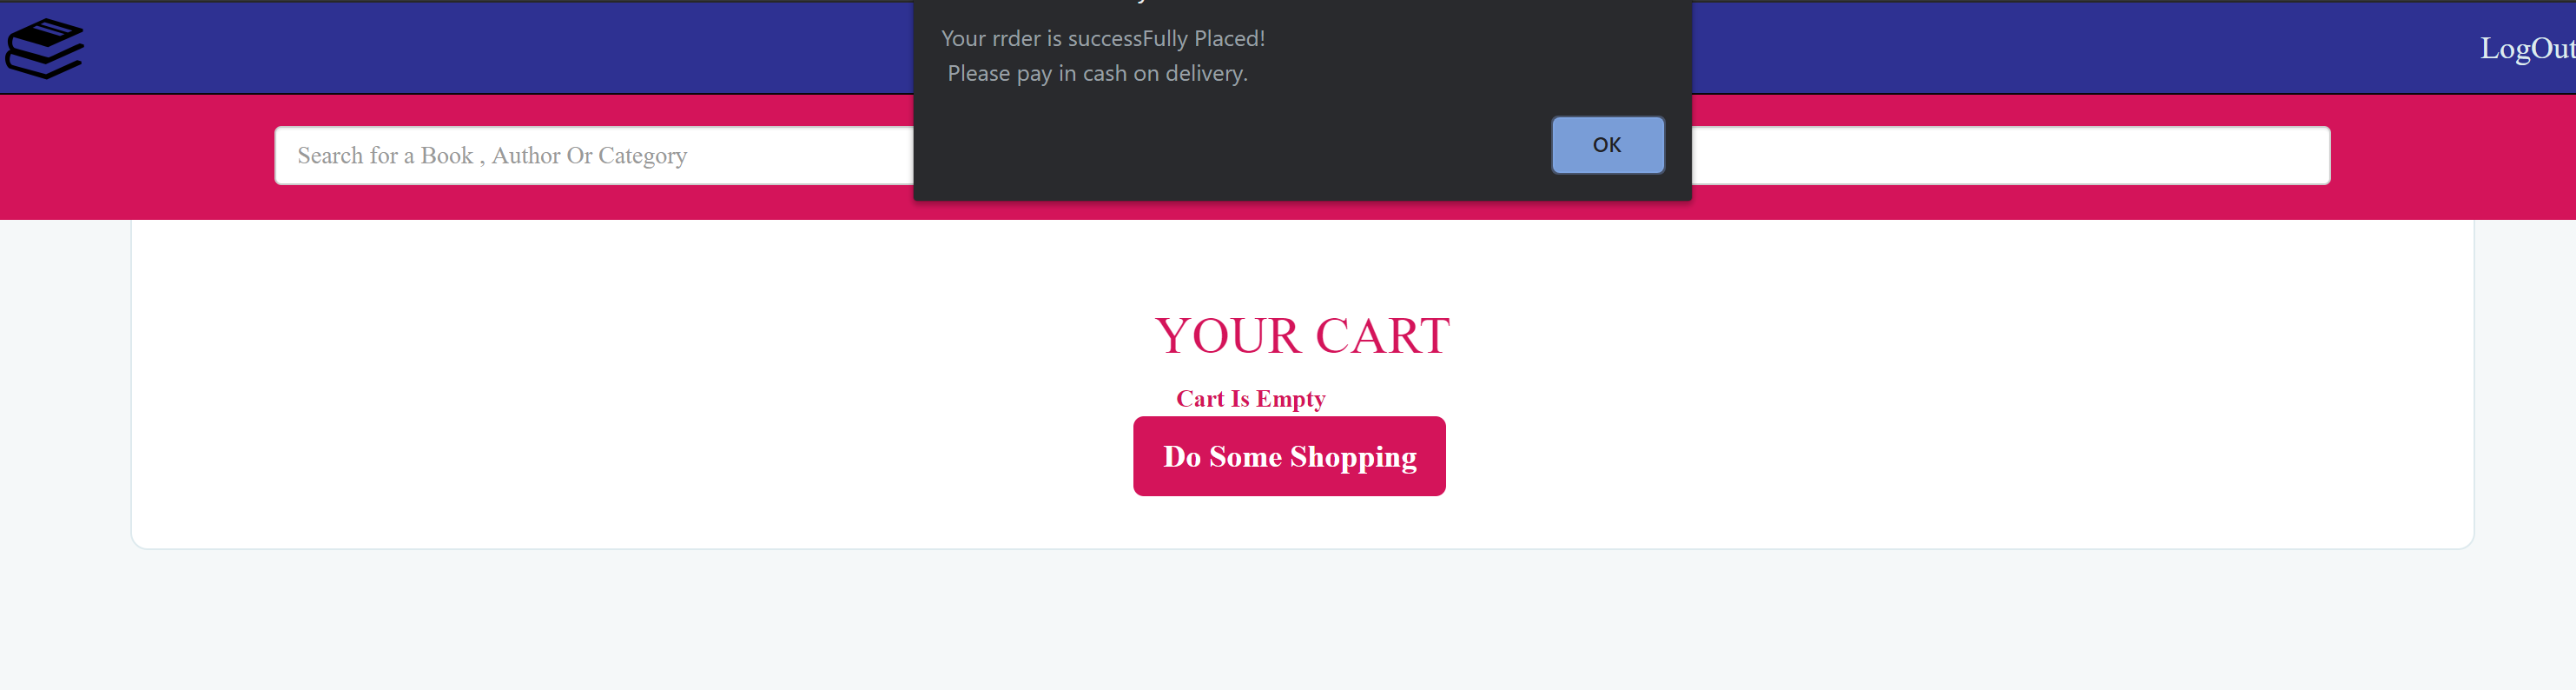 Your rrder is successFully Placed!
Please pay in cash on delivery.
OK
LogOut
Search for a Book , Author Or Category
YOUR CART
Cart Is Empty
Do Some Shopping